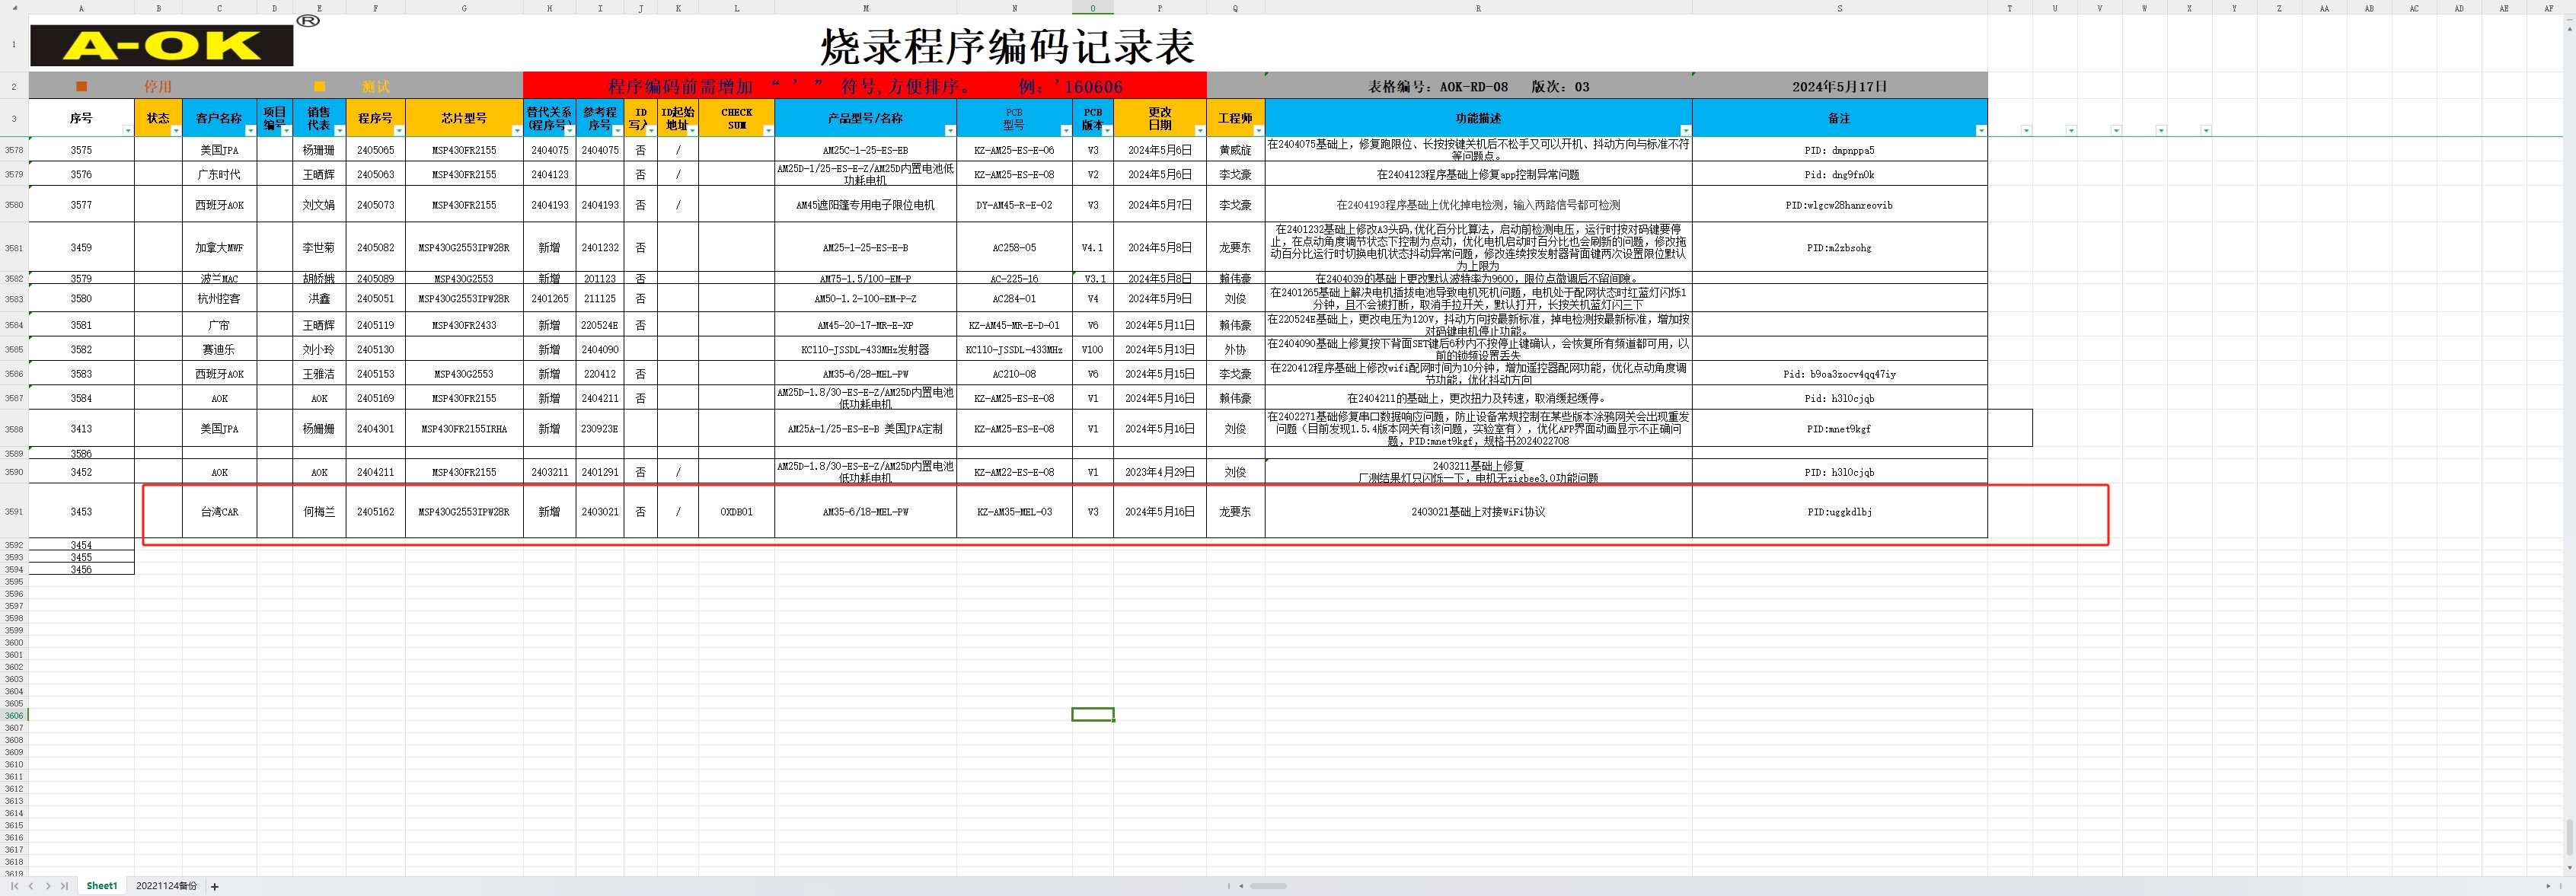 A B C D E F G H I J K L M N O P Q R S T U V W X Y Z AA AB AC AD AE AF
1 A-OK ® 烧录程序编码记录表
2 停用 测试 程序编码前需增加 “ ' ” 符号,方便排序。 例：'160606 表格编号：AOK-RD-08 版次：03 2024年5月17日
3 序号 状态 客户名称 项目编号 销售代表 程序号 芯片型号 替代关系(程序号) 参考程序号 ID写入 ID起始地址 CHECK SUM 产品型号/名称 PCB型号 PCB版本 更改日期 工程师 功能描述 备注
3578 3575 美国JPA 杨珊珊 2405065 MSP430FR2155 2404075 2404075 否 / AM25C-1-25-ES-EB KZ-AM25-ES-E-06 V3 2024年5月6日 黄威旋 在2404075基础上，修复跑限位、长按按键关机后不松手又可以开机、抖动方向与标准不符等问题点。 PID：dmpnppa5
3579 3576 广东时代 王晒辉 2405063 MSP430FR2155 2404123 否 / AM25D-1/25-ES-E-Z/AM25D内置电池低功耗电机 KZ-AM25-ES-E-08 V2 2024年5月6日 李戈豪 在2404123程序基础上修复app控制异常问题 Pid：dng9fn0k
3580 3577 西班牙AOK 刘文娟 2405073 MSP430FR2155 2404193 2404193 否 / AM45遮阳篷专用电子限位电机 DY-AM45-R-E-02 V3 2024年5月7日 李戈豪 在2404193程序基础上优化掉电检测，输入两路信号都可检测 PID:wlgcw28hanreovib
3581 3459 加拿大MWF 李世菊 2405082 MSP430G2553IPW28R 新增 2401232 否 AM25-1-25-ES-E-B AC258-05 V4.1 2024年5月8日 龙要东 在2401232基础上修改A3头码,优化百分比算法，启动前检测电压，运行时按对码键要停止，在点动角度调节状态下控制为点动，优化电机启动时百分比也会刷新的问题，修改拖动百分比运行时切换电机状态抖动异常问题，修改连续按发射器背面键两次设置限位默认为上限为 PID:m2zbsohg
3582 3579 波兰MAC 胡娇娥 2405089 MSP430G2553 新增 201123 否 AM75-1.5/100-EM-P AC-225-16 V3.1 2024年5月8日 赖伟豪 在2404039的基础上更改默认波特率为9600，限位点微调后不留间隙。
3583 3580 杭州控客 洪鑫 2405051 MSP430G2553IPW28R 2401265 211125 否 AM50-1.2-100-EM-P-Z AC284-01 V4 2024年5月9日 刘俊 在2401265基础上解决电机插拔电池导致电机死机问题，电机处于配网状态时红蓝灯闪烁1分钟，且不会被打断，取消手拉开关，默认打开，长按关机蓝灯闪三下
3584 3581 广帘 王晒辉 2405119 MSP430FR2433 新增 220524E 否 AM45-20-17-MR-E-XP KZ-AM45-MR-E-D-01 V6 2024年5月11日 赖伟豪 在220524E基础上，更改电压为120V，抖动方向按最新标准，掉电检测按最新标准，增加按对码键电机停止功能。
3585 3582 赛迪乐 刘小玲 2405130 新增 2404090 KC110-JSSDL-433MHz发射器 KC110-JSSDL-433MHz V100 2024年5月13日 外协 在2404090基础上修复按下背面SET键后6秒内不按停止键确认，会恢复所有频道都可用，以前的锁频设置丢失
3586 3583 西班牙AOK 王雅洁 2405153 MSP430G2553 新增 220412 否 AM35-6/28-MEL-PW AC210-08 V6 2024年5月15日 李戈豪 在220412程序基础上修改wifi配网时间为10分钟，增加遥控器配网功能，优化点动角度调节功能，优化抖动方向 Pid：b9oa3zocv4qq47iy
3587 3584 AOK AOK 2405169 MSP430FR2155 新增 2404211 否 AM25D-1.8/30-ES-E-Z/AM25D内置电池低功耗电机 KZ-AM25-ES-E-08 V1 2024年5月16日 赖伟豪 在2404211的基础上，更改扭力及转速，取消缓起缓停。 Pid：h3l0cjqb
3588 3413 美国JPA 杨姗姗 2404301 MSP430FR2155IRHA 新增 230923E 否 AM25A-1/25-ES-E-B 美国JPA定制 KZ-AM25-ES-E-08 V1 2024年5月16日 刘俊 在2402271基础修复串口数据响应问题，防止设备常规控制在某些版本涂鸦网关会出现重发问题（目前发现1.5.4版本网关有该问题，实验室有），优化APP界面动画显示不正确问题，PID:mnet9kgf，规格书2024022708 PID:mnet9kgf
3589 3586
3590 3452 AOK AOK 2404211 MSP430FR2155 2403211 2401291 否 / AM25D-1.8/30-ES-E-Z/AM25D内置电池低功耗电机 KZ-AM22-ES-E-08 V1 2023年4月29日 刘俊 2403211基础上修复 厂测结果灯只闪烁一下，电机无zigbee3.0功能问题 PID：h3l0cjqb
3591 3453 台湾CAR 何梅兰 2405162 MSP430G2553IPW28R 新增 2403021 否 / 0XDB01 AM35-6/18-MEL-PW KZ-AM35-MEL-03 V3 2024年5月16日 龙要东 2403021基础上对接WiFi协议 PID:uggkdlbj
3592 3454
3593 3455
3594 3456
3595
3596
3597
3598
3599
3600
3601
3602
3603
3604
3605
3606
3607
3608
3609
3610
3611
3612
3613
3614
3615
3616
3617
3618
3619
Sheet1 20221124备份 +